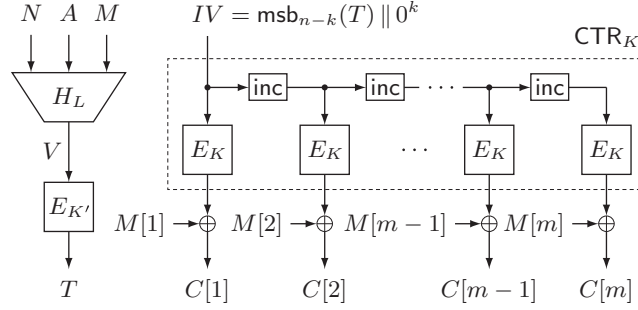 N A M IV = msb_{n−k}(T) ∥ 0^k
CTR_K
H_L inc inc · · · inc
V E_K E_K · · · E_K E_K
E_{K′}
M[1] M[2] M[m − 1] M[m]
T C[1] C[2] C[m − 1] C[m]